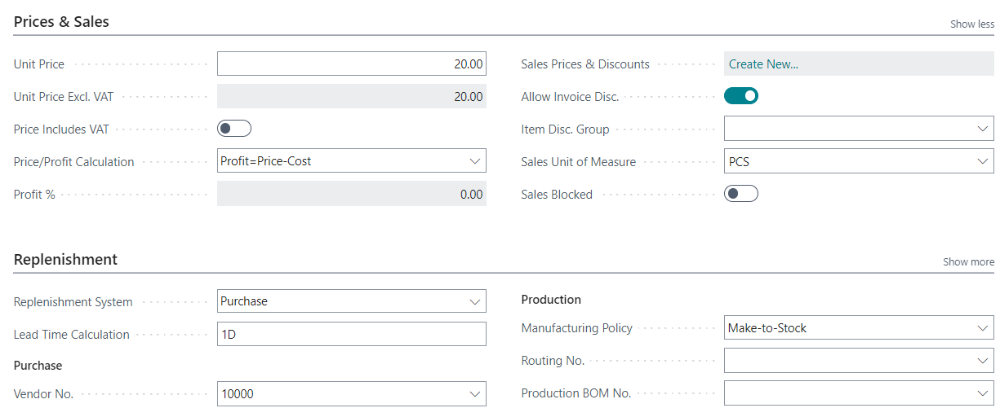 Prices & Sales
Show less
Unit Price 20.00
Sales Prices & Discounts Create New...
Unit Price Excl. VAT 20.00
Allow Invoice Disc.
Price Includes VAT
Item Disc. Group
Price/Profit Calculation Profit=Price-Cost
Sales Unit of Measure PCS
Profit % 0.00
Sales Blocked
Replenishment
Show more
Replenishment System Purchase
Production
Lead Time Calculation 1D
Manufacturing Policy Make-to-Stock
Purchase
Routing No.
Vendor No. 10000
Production BOM No.